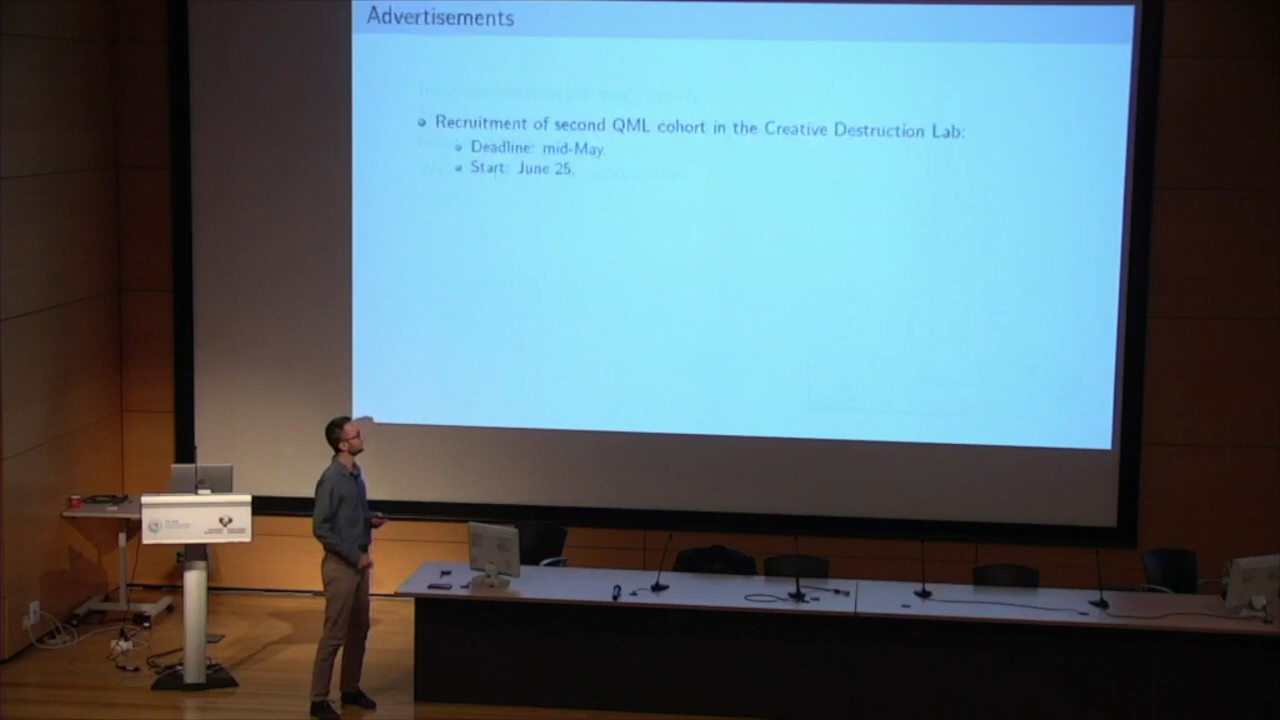 Advertisements
Recruitment of second QML cohort in the Creative Destruction Lab:
Deadline: mid-May.
Start: June 25.